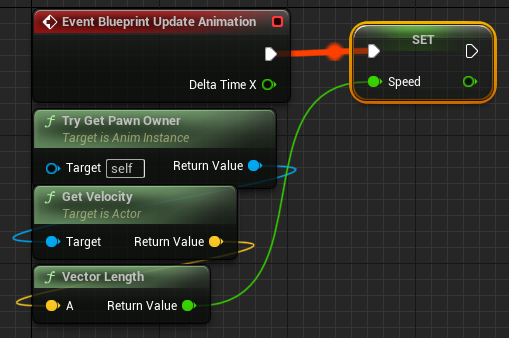 Event Blueprint Update Animation
Delta Time X
SET
Speed
Try Get Pawn Owner
Target is Anim Instance
Target self Return Value
Get Velocity
Target is Actor
Target Return Value
Vector Length
A Return Value